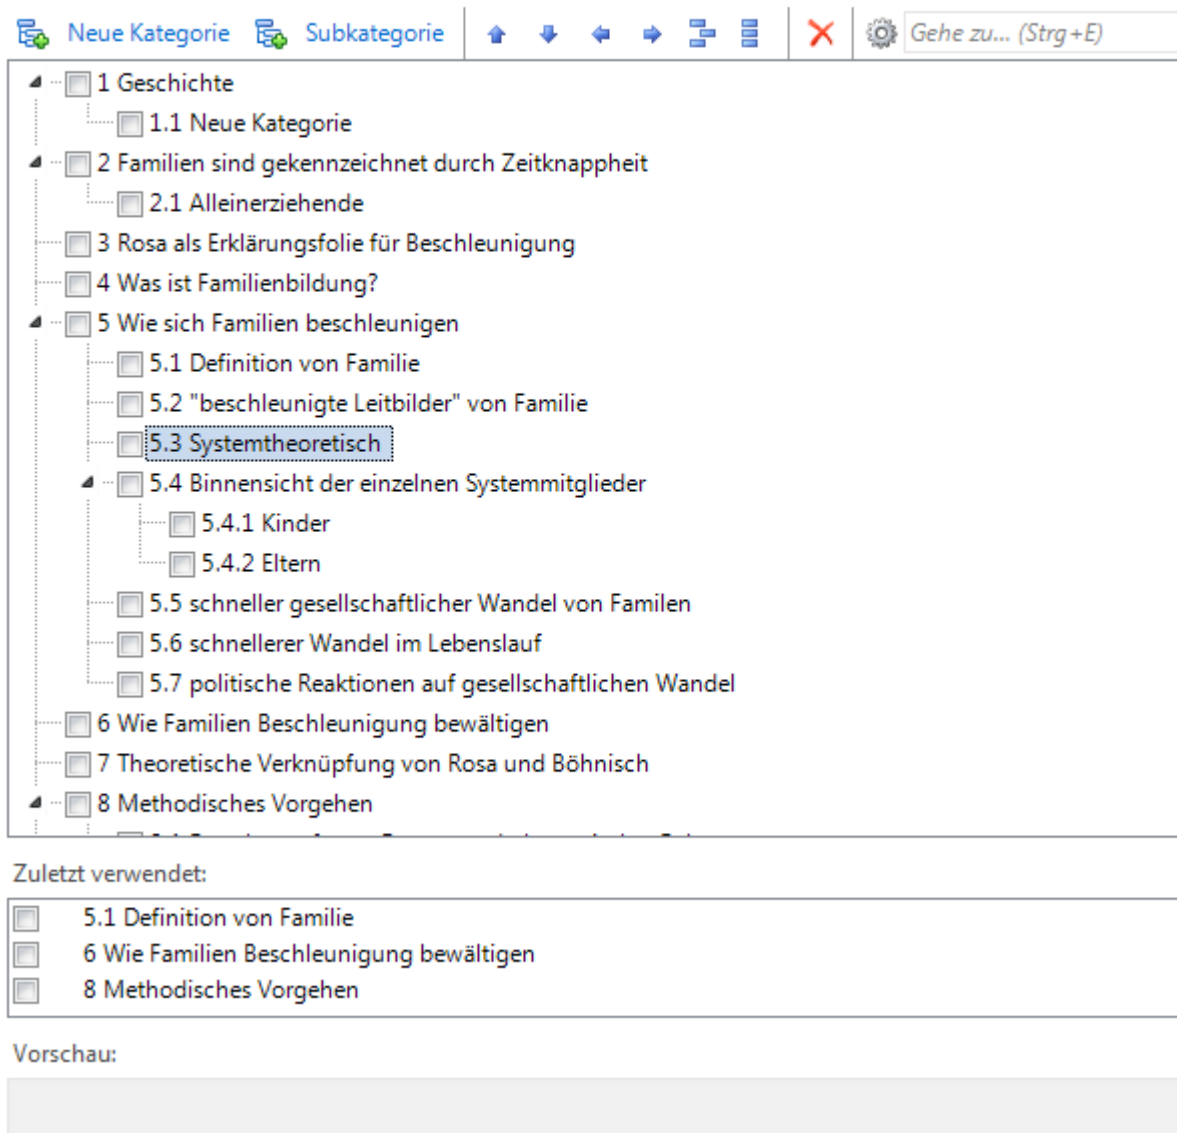 Neue Kategorie Subkategorie Gehe zu... (Strg+E)
1 Geschichte
1.1 Neue Kategorie
2 Familien sind gekennzeichnet durch Zeitknappheit
2.1 Alleinerziehende
3 Rosa als Erklärungsfolie für Beschleunigung
4 Was ist Familienbildung?
5 Wie sich Familien beschleunigen
5.1 Definition von Familie
5.2 "beschleunigte Leitbilder" von Familie
5.3 Systemtheoretisch
5.4 Binnensicht der einzelnen Systemmitglieder
5.4.1 Kinder
5.4.2 Eltern
5.5 schneller gesellschaftlicher Wandel von Familen
5.6 schnellerer Wandel im Lebenslauf
5.7 politische Reaktionen auf gesellschaftlichen Wandel
6 Wie Familien Beschleunigung bewältigen
7 Theoretische Verknüpfung von Rosa und Böhnisch
8 Methodisches Vorgehen
Zuletzt verwendet:
5.1 Definition von Familie
6 Wie Familien Beschleunigung bewältigen
8 Methodisches Vorgehen
Vorschau: